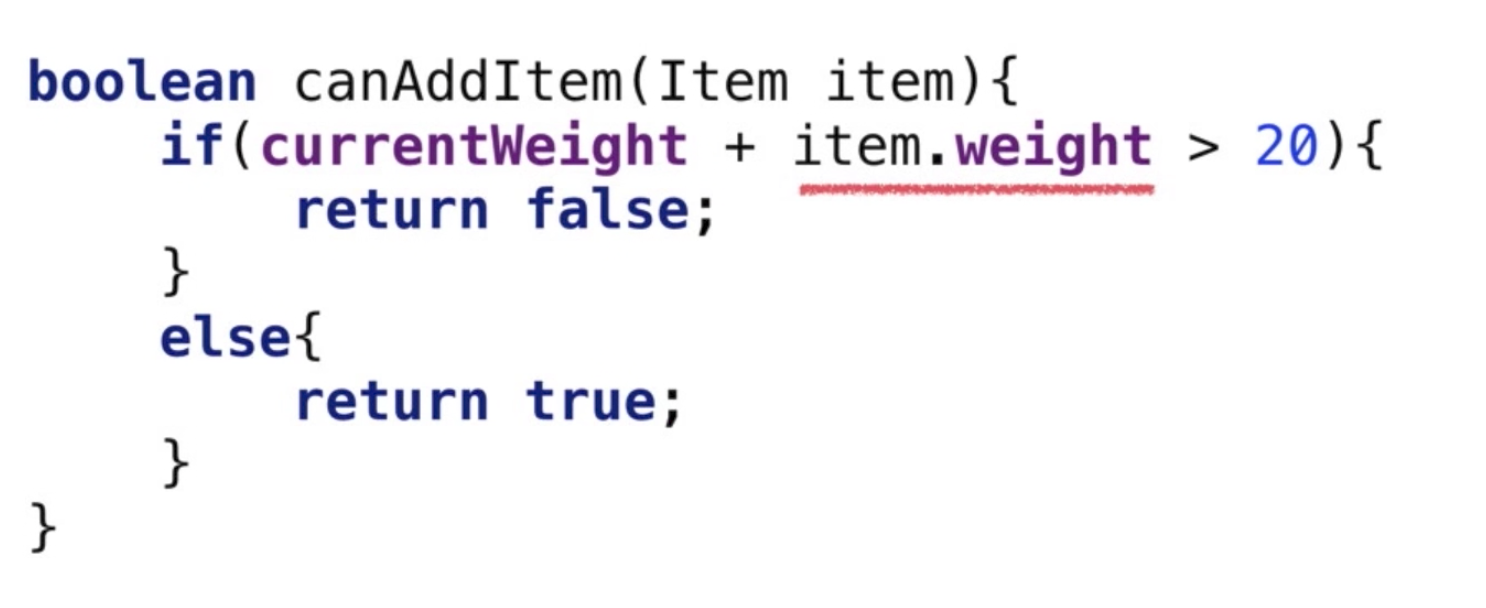 boolean canAddItem(Item item){
    if(currentWeight + item.weight > 20){
        return false;
    }
    else{
        return true;
    }
}